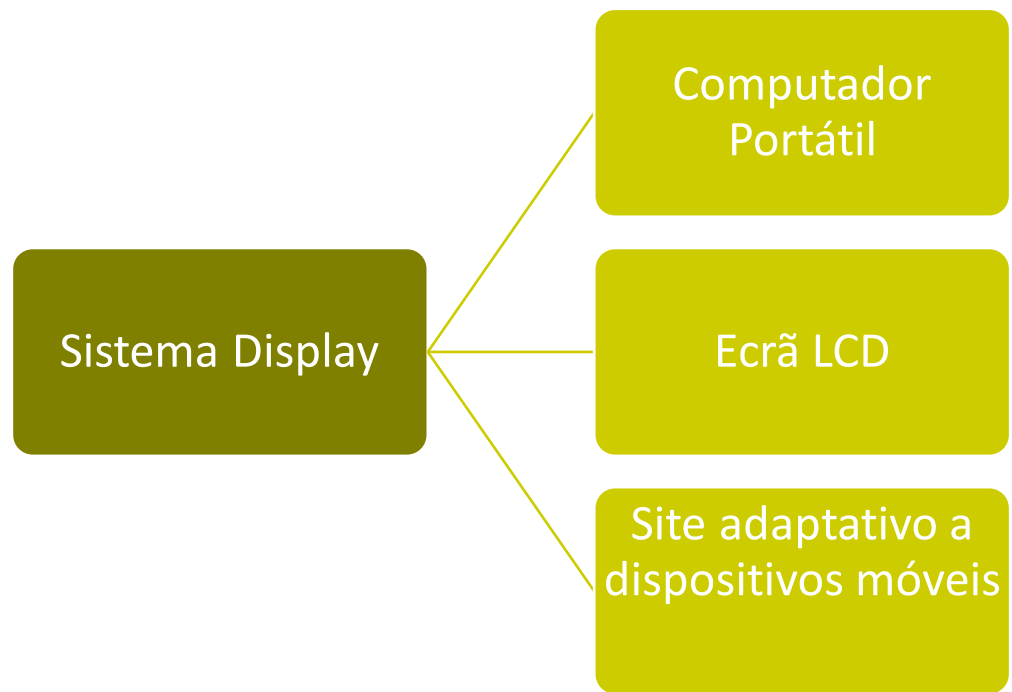 Computador
Portátil
Sistema Display
Ecrã LCD
Site adaptativo a
dispositivos móveis